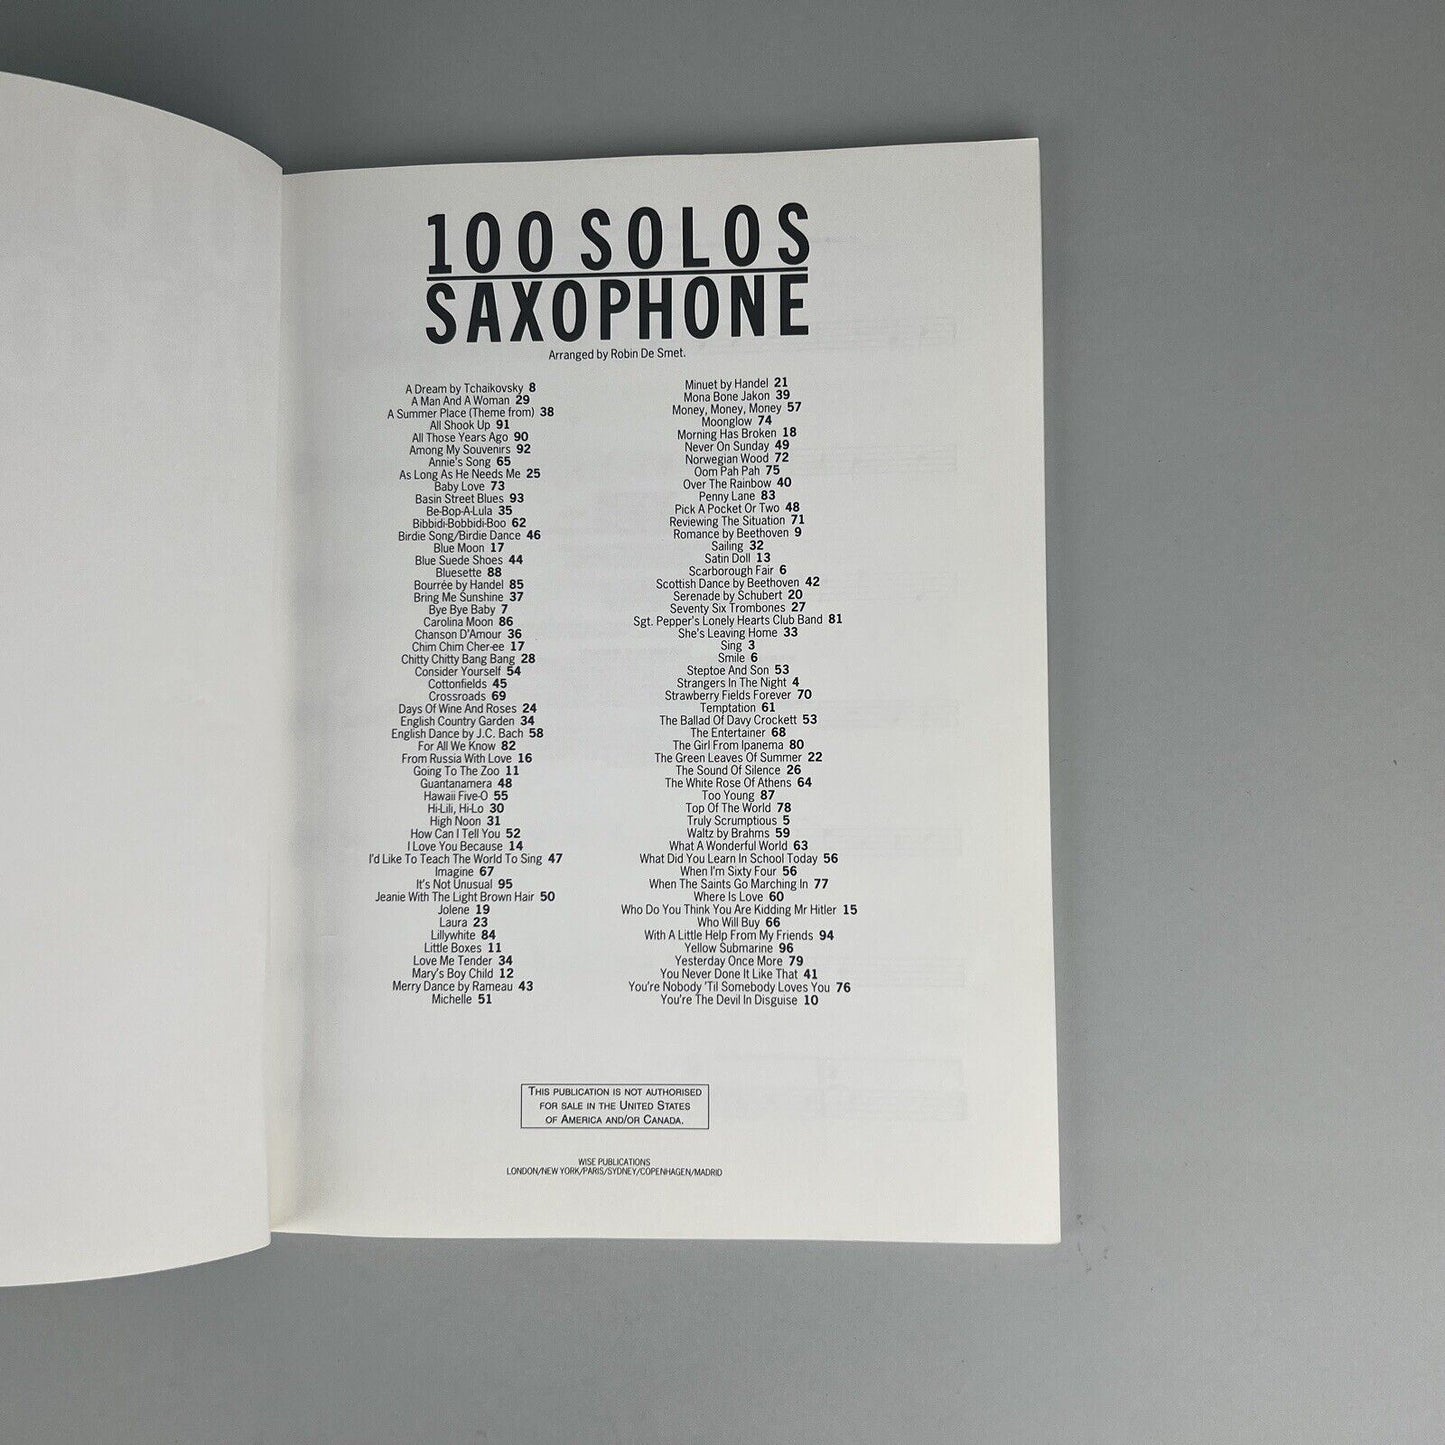 100 SOLOS
SAXOPHONE
Arranged by Robin De Smet.
A Dream by Tchaikovsky 8
A Man And A Woman 29
A Summer Place (Theme from) 38
All Shook Up 91
All Those Years Ago 90
Among My Souvenirs 92
Annie's Song 65
As Long As He Needs Me 25
Baby Love 73
Basin Street Blues 93
Be-Bop-A-Lula 35
Bibbidi-Bobbidi-Boo 62
Birdie Song/Birdie Dance 46
Blue Moon 17
Blue Suede Shoes 44
Bluesette 88
Bourrée by Handel 85
Bring Me Sunshine 37
Bye Bye Baby 7
Carolina Moon 86
Chanson D'Amour 36
Chim Chim Cher-ee 17
Chitty Chitty Bang Bang 28
Consider Yourself 54
Cottonfields 45
Crossroads 69
Days Of Wine And Roses 24
English Country Garden 34
English Dance by J.C. Bach 58
For All We Know 82
From Russia With Love 16
Going To The Zoo 11
Guantanamera 48
Hawaii Five-O 55
Hi-Lili, Hi-Lo 30
High Noon 31
How Can I Tell You 52
I Love You Because 14
I'd Like To Teach The World To Sing 47
Imagine 67
It's Not Unusual 95
Jeanie With The Light Brown Hair 50
Jolene 19
Laura 23
Lillywhite 84
Little Boxes 11
Love Me Tender 34
Mary's Boy Child 12
Merry Dance by Rameau 43
Michelle 51
Minuet by Handel 21
Mona Bone Jakon 39
Money, Money, Money 57
Moonglow 74
Morning Has Broken 18
Never On Sunday 49
Norwegian Wood 72
Oom Pah Pah 75
Over The Rainbow 40
Penny Lane 83
Pick A Pocket Or Two 48
Reviewing The Situation 71
Romance by Beethoven 9
Sailing 32
Satin Doll 13
Scarborough Fair 6
Scottish Dance by Beethoven 42
Serenade by Schubert 20
Seventy Six Trombones 27
Sgt. Pepper's Lonely Hearts Club Band 81
She's Leaving Home 33
Sing 3
Smile 6
Steptoe And Son 53
Strangers In The Night 4
Strawberry Fields Forever 70
Temptation 61
The Ballad Of Davy Crockett 53
The Entertainer 68
The Girl From Ipanema 80
The Green Leaves Of Summer 22
The Sound Of Silence 26
The White Rose Of Athens 64
Too Young 87
Top Of The World 78
Truly Scrumptious 5
Waltz by Brahms 59
What A Wonderful World 63
What Did You Learn In School Today 56
When I'm Sixty Four 56
When The Saints Go Marching In 77
Where Is Love 60
Who Do You Think You Are Kidding Mr Hitler 15
Who Will Buy 66
With A Little Help From My Friends 94
Yellow Submarine 96
Yesterday Once More 79
You Never Done It Like That 41
You're Nobody 'Til Somebody Loves You 76
You're The Devil In Disguise 10
THIS PUBLICATION IS NOT AUTHORISED
FOR SALE IN THE UNITED STATES
OF AMERICA AND/OR CANADA.
WISE PUBLICATIONS
LONDON/NEW YORK/PARIS/SYDNEY/COPENHAGEN/MADRID